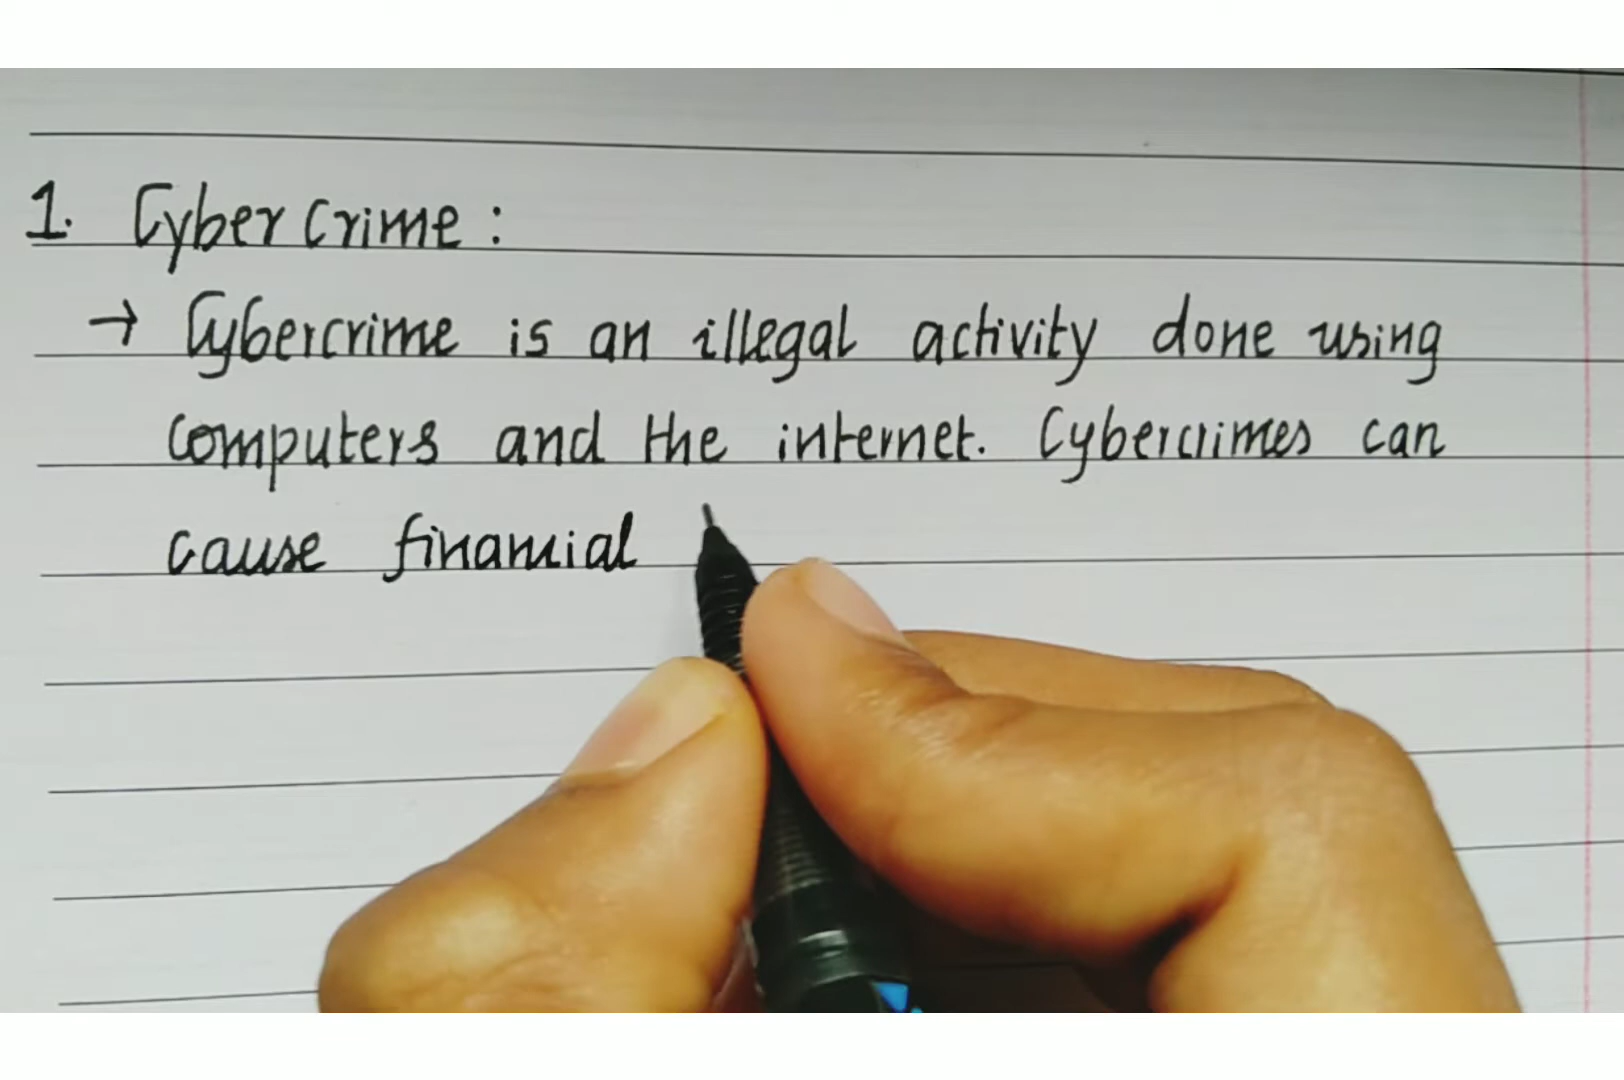 1. Cyber Crime :
→ Cybercrime is an illegal activity done using
computers and the internet. Cybercrimes can
cause financial